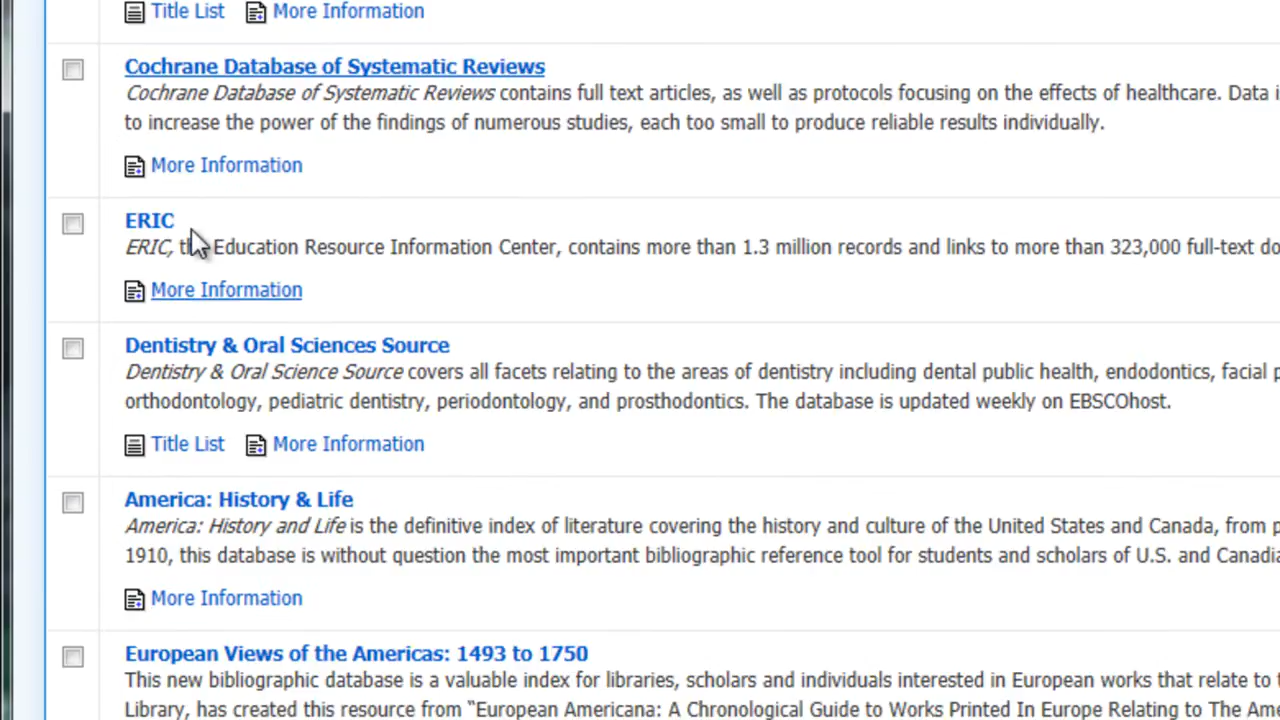 Title List More Information
Cochrane Database of Systematic Reviews
Cochrane Database of Systematic Reviews contains full text articles, as well as protocols focusing on the effects of healthcare. Data
to increase the power of the findings of numerous studies, each too small to produce reliable results individually.
More Information
ERIC
ERIC, Education Resource Information Center, contains more than 1.3 million records and links to more than 323,000 full-text
More Information
Dentistry & Oral Sciences Source
Dentistry & Oral Science Source covers all facets relating to the areas of dentistry including dental public health, endodontics, facial
orthodontology, pediatric dentistry, periodontology, and prosthodontics. The database is updated weekly on EBSCOhost.
Title List More Information
America: History & Life
America: History and Life is the definitive index of literature covering the history and culture of the United States and Canada, from
1910, this database is without question the most important bibliographic reference tool for students and scholars of U.S. and
More Information
European Views of the Americas: 1493 to 1750
This new bibliographic database is a valuable index for libraries, scholars and individuals interested in European works that relate to
Library, has created this resource from “European Americana: A Chronological Guide to Works Printed In Europe Relating to The